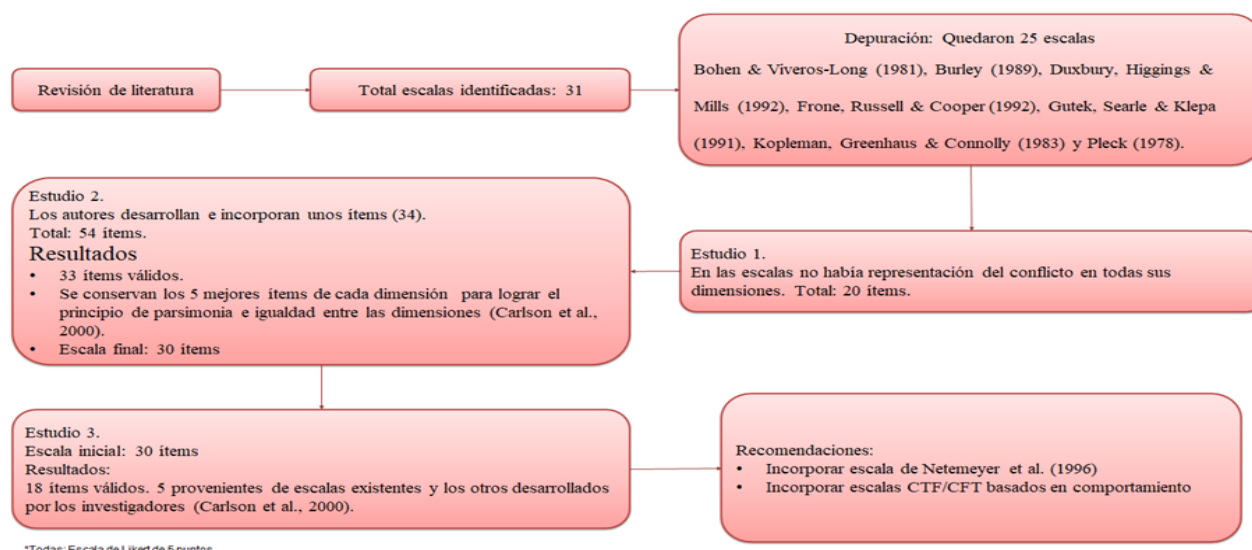 Revisión de literatura
Total escalas identificadas: 31
Depuración: Quedaron 25 escalas
Bohen & Viveros-Long (1981), Burley (1989), Duxbury, Higgings &
Mills (1992), Frone, Russell & Cooper (1992), Gutek, Searle & Klepa
(1991), Kopleman, Greenhaus & Connolly (1983) y Pleck (1978).
Estudio 1.
En las escalas no había representación del conflicto en todas sus
dimensiones. Total: 20 ítems.
Estudio 2.
Los autores desarrollan e incorporan unos ítems (34).
Total: 54 ítems.
Resultados
• 33 ítems válidos.
• Se conservan los 5 mejores ítems de cada dimensión para lograr el
principio de parsimonia e igualdad entre las dimensiones (Carlson et al.,
2000).
• Escala final: 30 ítems
Estudio 3.
Escala inicial: 30 ítems
Resultados:
18 ítems válidos. 5 provenientes de escalas existentes y los otros desarrollados
por los investigadores (Carlson et al., 2000).
Recomendaciones:
• Incorporar escala de Netemeyer et al. (1996)
• Incorporar escalas CTF/CFT basados en comportamiento
*Todas: Escala de Likert de 5 puntos